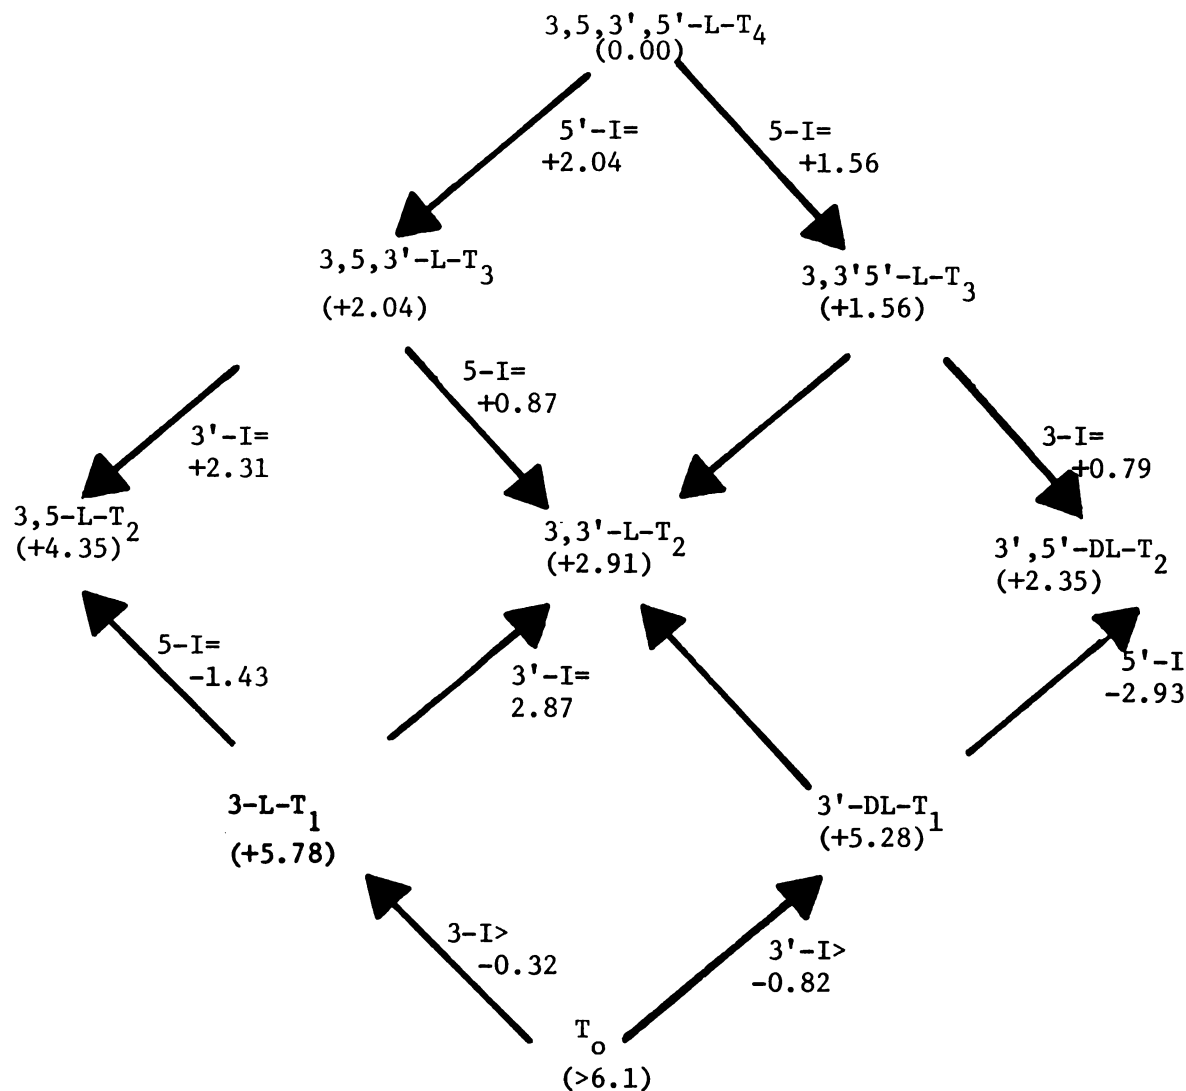 3,5,3',5'-L-T4
(0.00)
5'-I=
+2.04
5-I=
+1.56
3,5,3'-L-T3
(+2.04)
3,3'5'-L-T3
(+1.56)
5-I=
+0.87
3'-I=
+2.31
3-I=
+0.79
3,5-L-T2
(+4.35)
3,3'-L-T2
(+2.91)
3',5'-DL-T2
(+2.35)
5-I=
-1.43
3'-I=
2.87
5'-I
-2.93
3-L-T1
(+5.78)
3'-DL-T1
(+5.28)
3-I>
-0.32
3'-I>
-0.82
To
(>6.1)